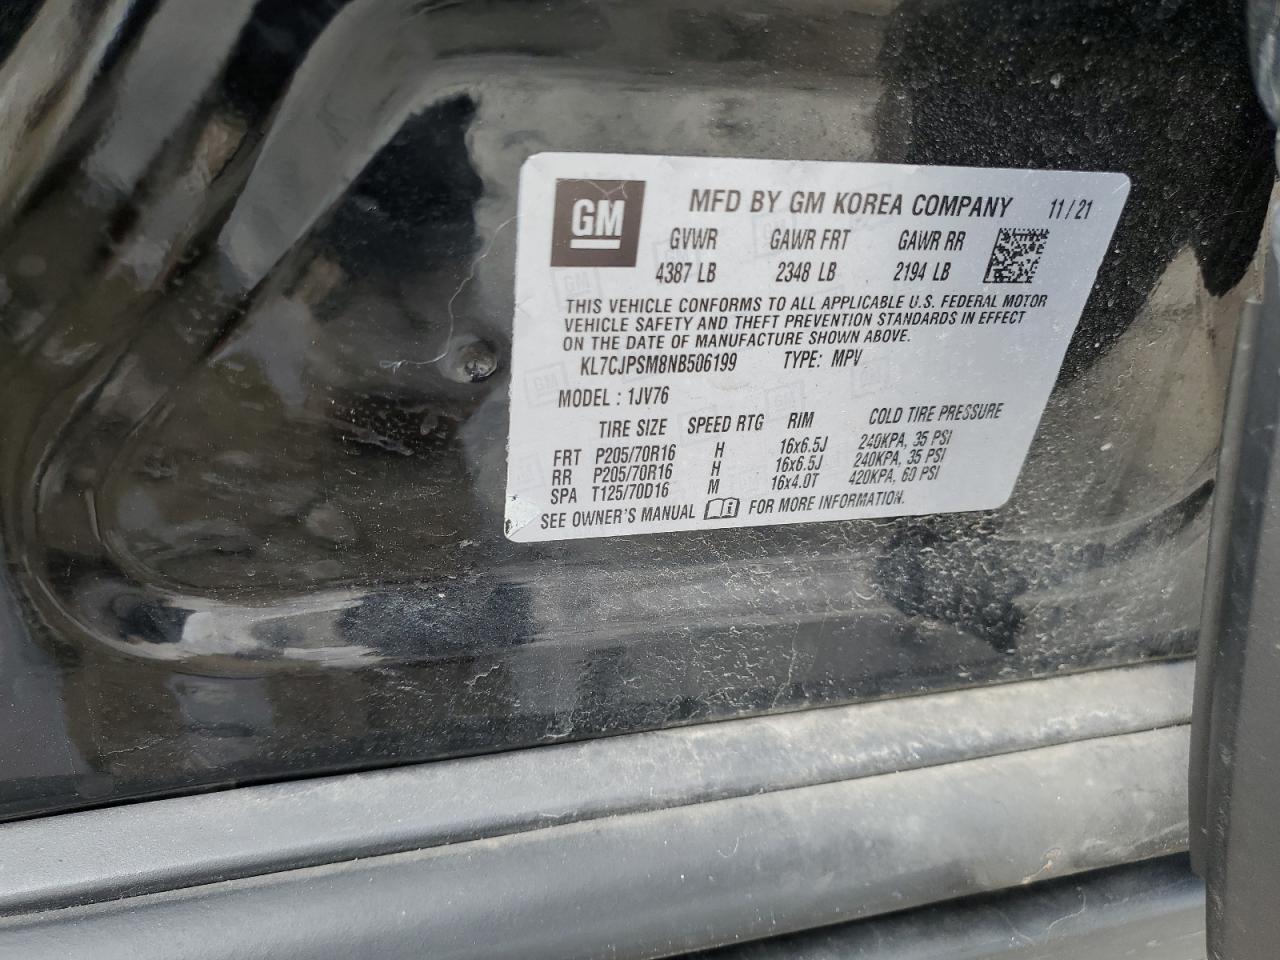 GM MFD BY GM KOREA COMPANY 11/21
GVWR GAWR FRT GAWR RR
4387 LB 2348 LB 2194 LB
THIS VEHICLE CONFORMS TO ALL APPLICABLE U.S. FEDERAL MOTOR
VEHICLE SAFETY AND THEFT PREVENTION STANDARDS IN EFFECT
ON THE DATE OF MANUFACTURE SHOWN ABOVE.
KL7CJPSM8NB506199 TYPE: MPV
MODEL : 1JV76
TIRE SIZE SPEED RTG RIM COLD TIRE PRESSURE
FRT P205/70R16 H 16x6.5J 240KPA, 35 PSI
RR P205/70R16 H 16x6.5J 240KPA, 35 PSI
SPA T125/70D16 M 16x4.0T 420KPA, 60 PSI
SEE OWNER'S MANUAL FOR MORE INFORMATION.